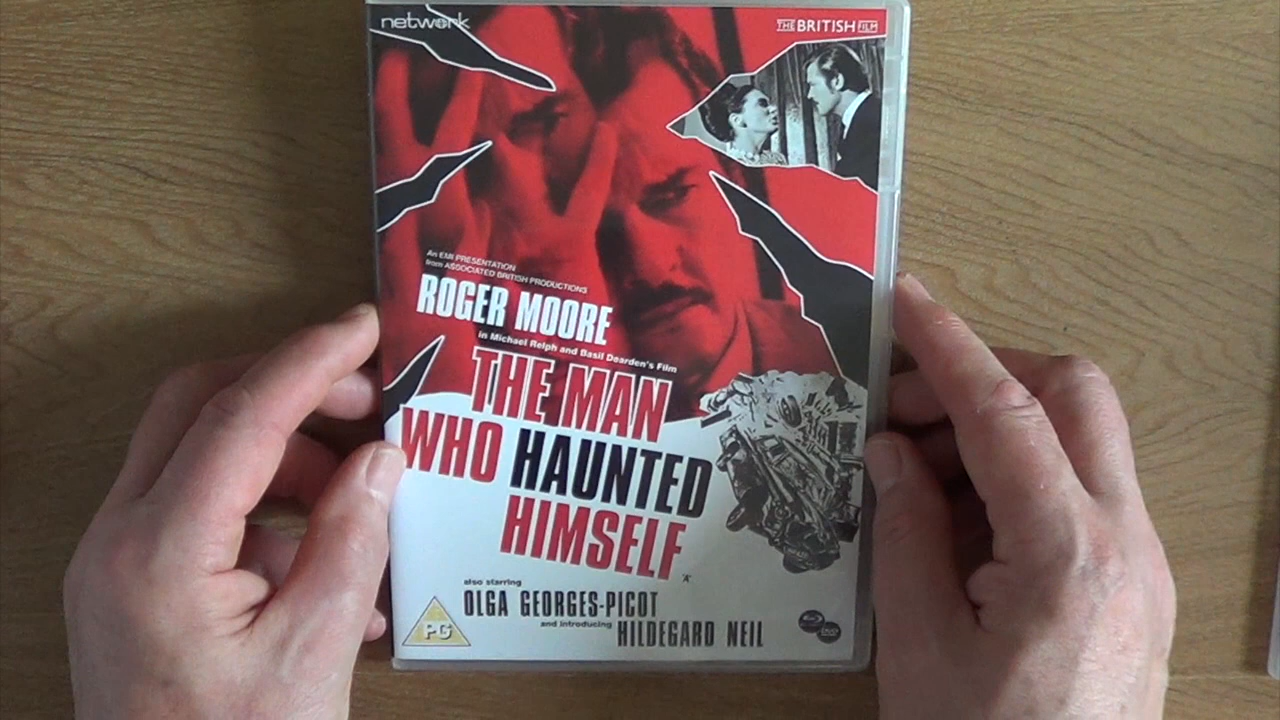 network
THE BRITISH FILM
An EMI PRESENTATION
from ASSOCIATED BRITISH PRODUCTIONS
ROGER MOORE
in Michael Relph and Basil Dearden's Film
THE MAN
WHO HAUNTED
HIMSELF
'A'
also starring
OLGA GEORGES-PICOT
and introducing
HILDEGARD NEIL
PG
DVD